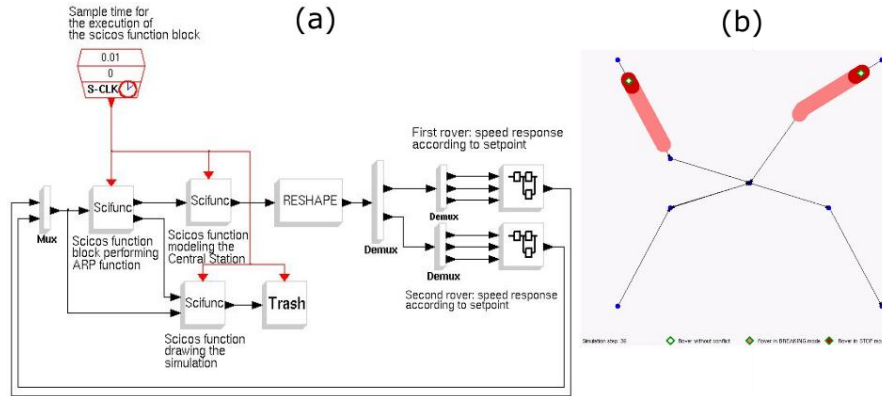 (a)
(b)
Sample time for
the execution of
the scicos function block
0.01
0
S-CLK
First rover: speed response
according to setpoint
Mux
Scifunc
Scifunc
RESHAPE
Demux
Demux
Scicos function
block performing
ARP function
Scicos function
modeling the
Central Station
Scifunc
Trash
Demux
Second rover: speed response
according to setpoint
Scicos function
drawing the
simulation
Simulation step: 36
Rover without conflict
Rover in BREAKING mode
Rover in STOP mo